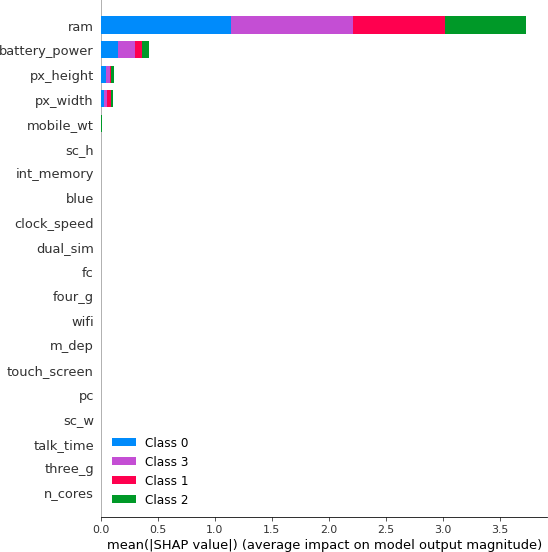 ram
battery_power
px_height
px_width
mobile_wt
sc_h
int_memory
blue
clock_speed
dual_sim
fc
four_g
wifi
m_dep
touch_screen
pc
sc_w
talk_time
three_g
n_cores
Class 0
Class 3
Class 1
Class 2
0.0 0.5 1.0 1.5 2.0 2.5 3.0 3.5
mean(|SHAP value|) (average impact on model output magnitude)